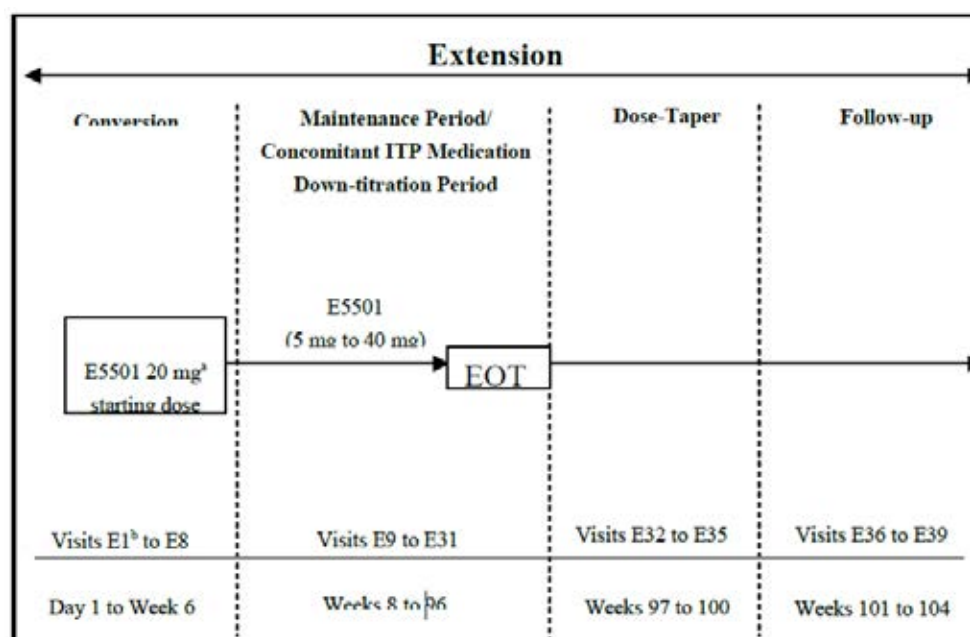 Extension
Conversion
Maintenance Period/
Concomitant ITP Medication
Down-titration Period
Dose-Taper
Follow-up
E5501
(5 mg to 40 mg)
E5501 20 mgᵃ
starting dose
EOT
Visits E1ᵇ to E8
Visits E9 to E31
Visits E32 to E35
Visits E36 to E39
Day 1 to Week 6
Weeks 8 to 96
Weeks 97 to 100
Weeks 101 to 104